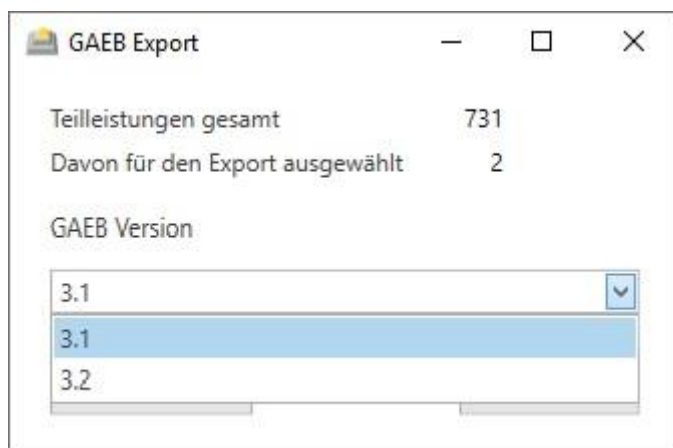 GAEB Export
Teilleistungen gesamt 731
Davon für den Export ausgewählt 2
GAEB Version
3.1
3.1
3.2